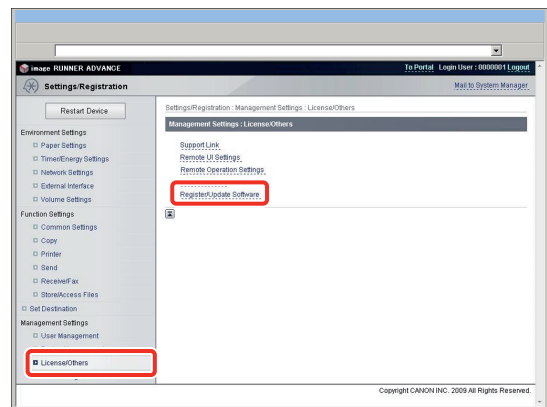 image RUNNER ADVANCE
To Portal Login User : 0000001 Logout
Settings/Registration
Mail to System Manager
Restart Device
Settings/Registration : Management Settings : License/Others
Management Settings : License/Others
Environment Settings
Paper Settings
Timer/Energy Settings
Network Settings
External Interface
Volume Settings
Support Link
Remote UI Settings
Remote Operation Settings
Register/Update Software
Function Settings
Common Settings
Copy
Printer
Send
Receive/Fax
Store/Access Files
Set Destination
Management Settings
User Management
License/Others
Copyright CANON INC. 2009 All Rights Reserved.